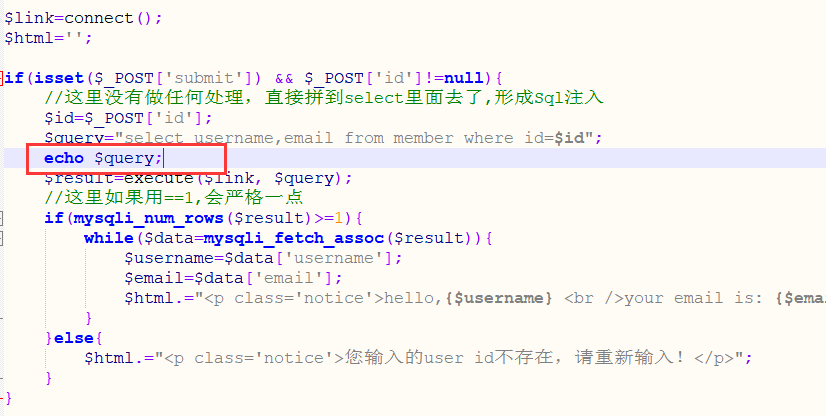 $link=connect();
$html='';
if(isset($_POST['submit']) && $_POST['id']!=null){
//这里没有做任何处理，直接拼到select里面去了,形成Sql注入
$id=$_POST['id'];
$query="select username,email from member where id=$id";
echo $query;
$result=execute($link, $query);
//这里如果用==1,会严格一点
if(mysqli_num_rows($result)>=1){
while($data=mysqli_fetch_assoc($result)){
$username=$data['username'];
$email=$data['email'];
$html.="<p class='notice'>hello,{$username} <br />your email is: {$ema
}
}else{
$html.="<p class='notice'>您输入的user id不存在，请重新输入！</p>";
}
}